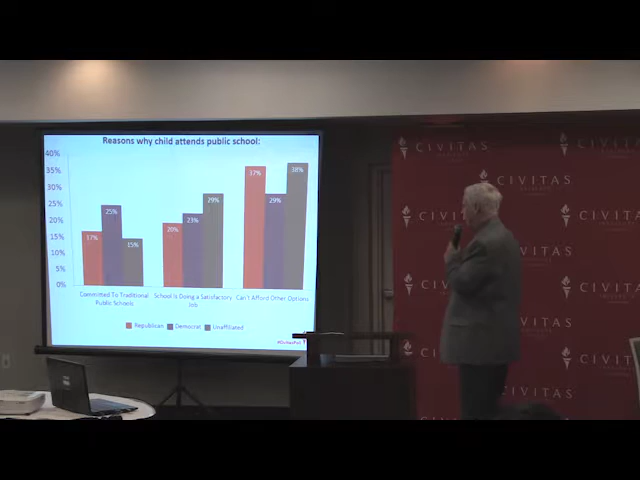 Reasons why child attends public school:
40%
35%
30%
25%
20%
15%
10%
5%
0%
17%
25%
15%
20%
23%
29%
37%
29%
38%
Committed To Traditional
Public Schools
School Is Doing a Satisfactory
Job
Can't Afford Other Options
Republican
Democrat
Unaffiliated
CIVITAS
CIVITAS
CIVITAS
CIVITAS
CIVITAS